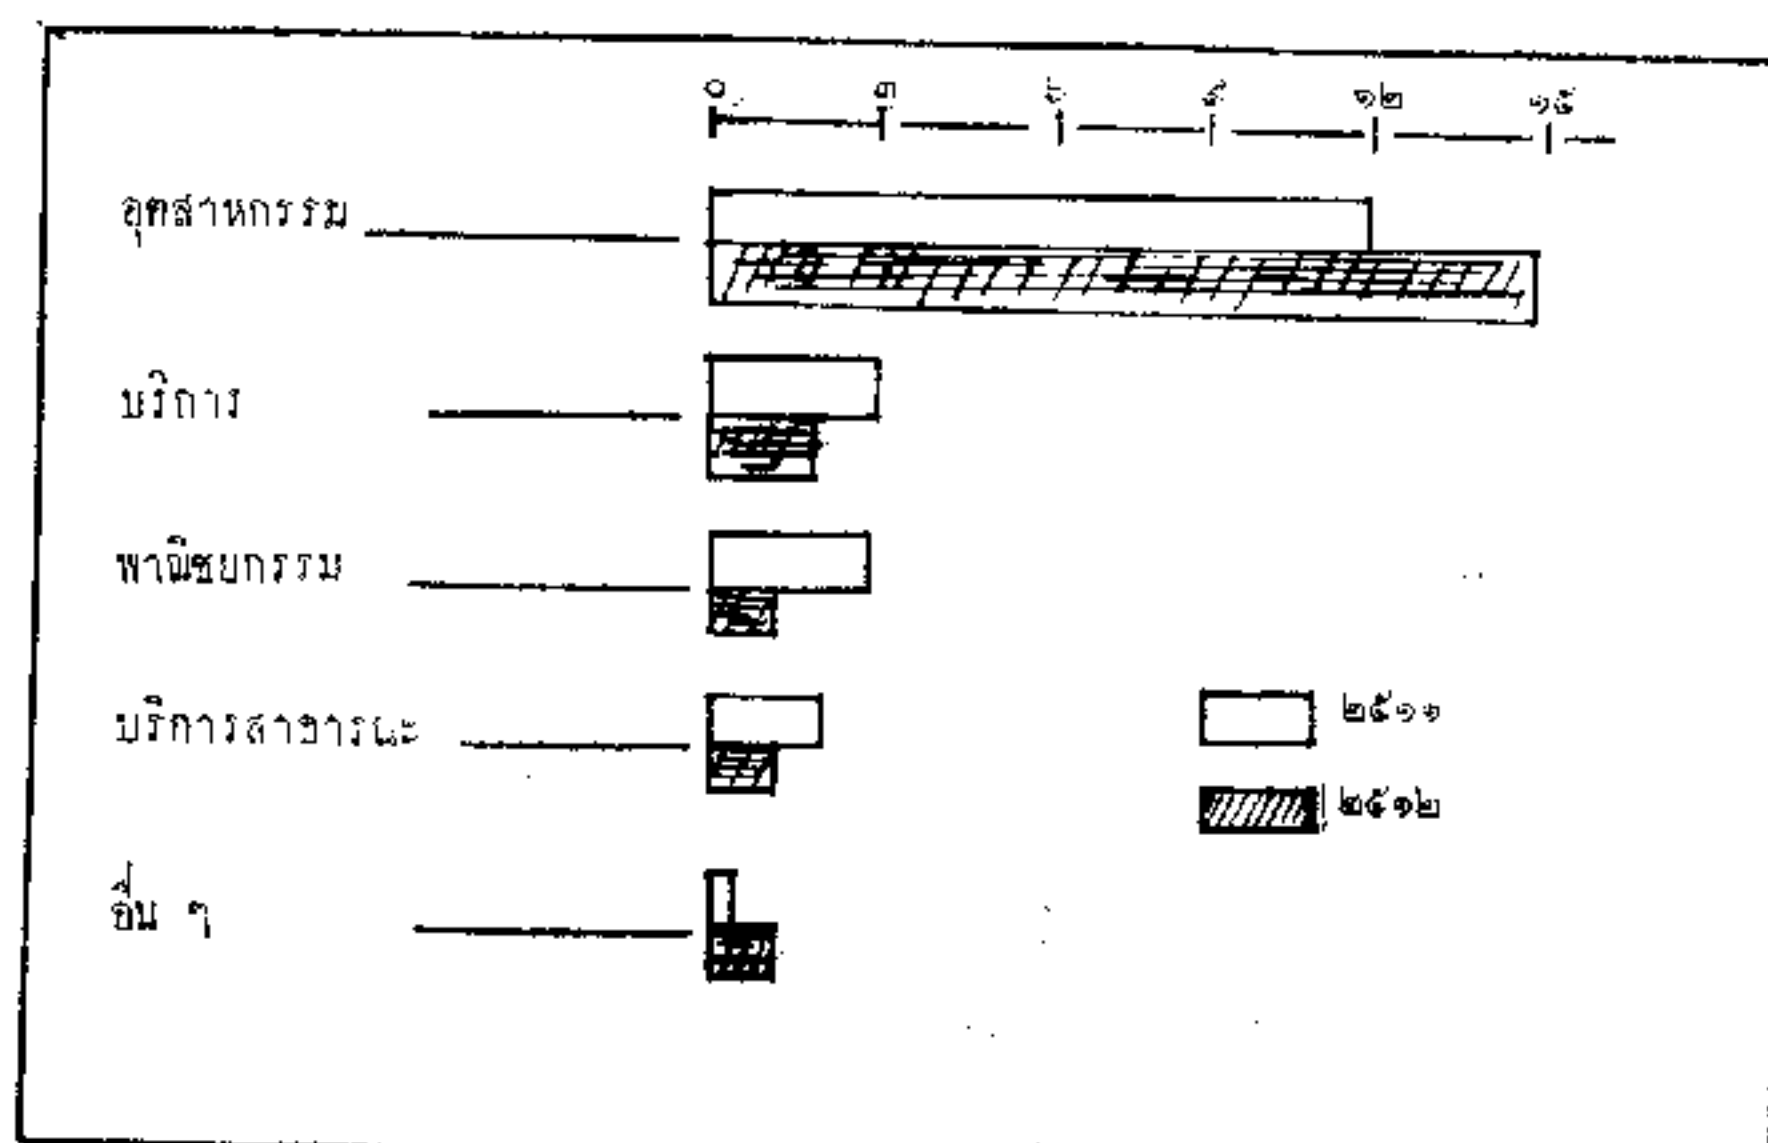 ๐ ๓ ๖ ๙ ๑๒ ๑๕
อุตสาหกรรม
บริการ
พาณิชยกรรม
บริการสาธารณะ
อื่น ๆ
๒๕๑๑
๒๕๑๒